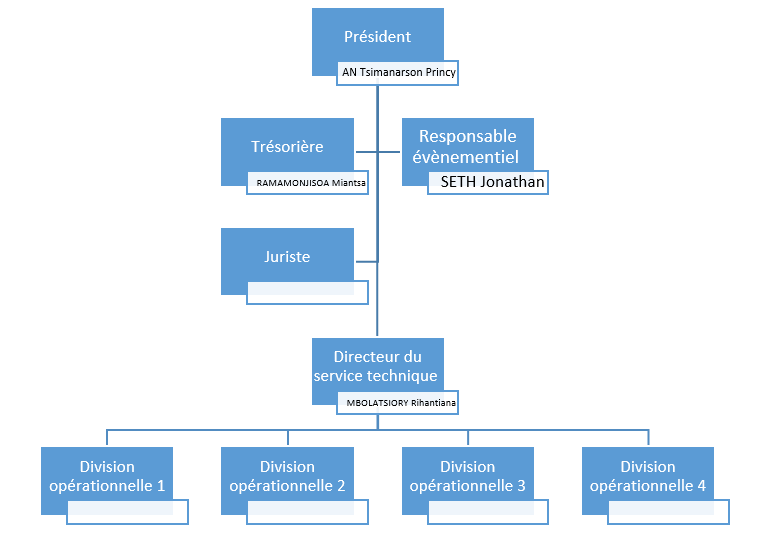 Président
AN Tsimanarson Princy
Trésorière
RAMAMONJISOA Miantsa
Responsable
évènementiel
SETH Jonathan
Juriste
Directeur du
service technique
MBOLATSIORY Rihantiana
Division
opérationnelle 1
Division
opérationnelle 2
Division
opérationnelle 3
Division
opérationnelle 4